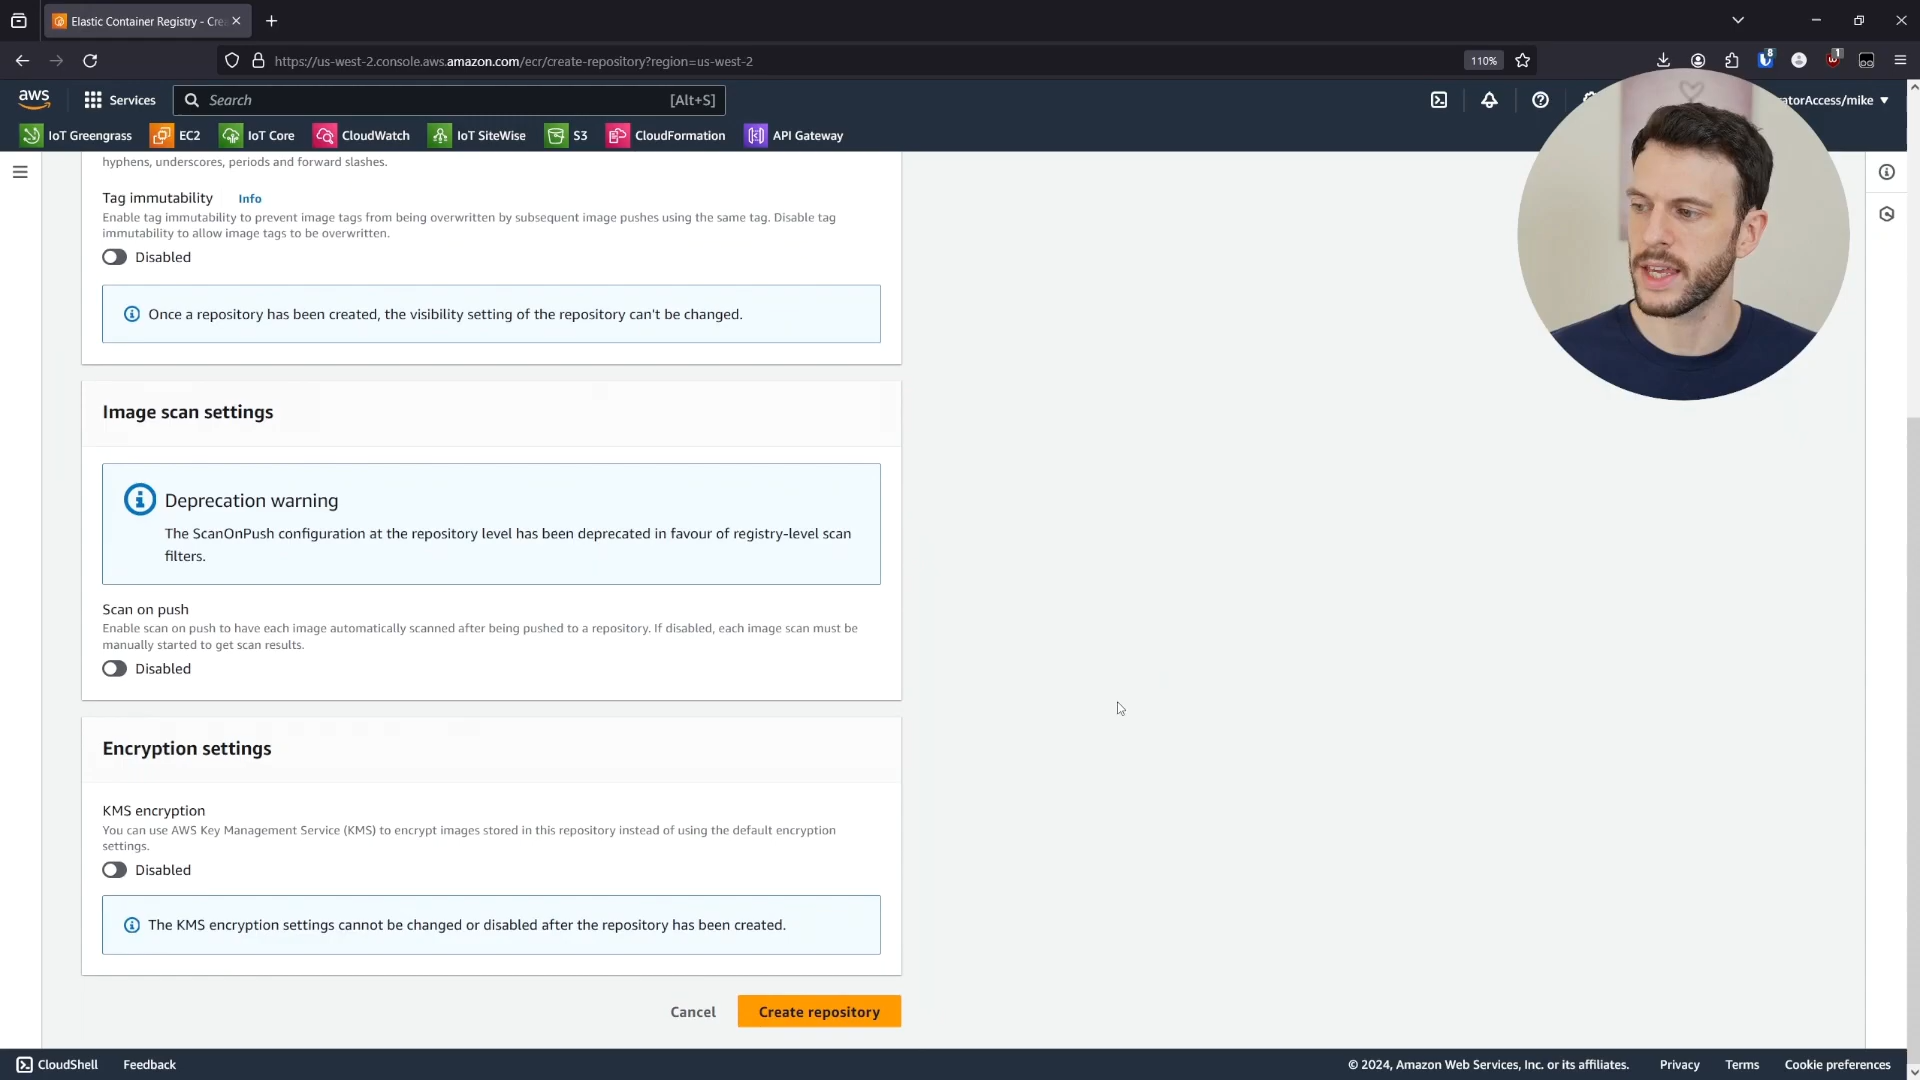 Elastic Container Registry - Cre
https://us-west-2.console.aws.amazon.com/ecr/create-repository?region=us-west-2
110%
8
1
aws
Services
Search
[Alt+S]
ratorAccess/mike
IoT Greengrass
EC2
IoT Core
CloudWatch
IoT SiteWise
S3
CloudFormation
API Gateway
hyphens, underscores, periods and forward slashes.
Tag immutability Info
Enable tag immutability to prevent image tags from being overwritten by subsequent image pushes using the same tag. Disable tag
immutability to allow image tags to be overwritten.
Disabled
Once a repository has been created, the visibility setting of the repository can't be changed.
Image scan settings
Deprecation warning
The ScanOnPush configuration at the repository level has been deprecated in favour of registry-level scan
filters.
Scan on push
Enable scan on push to have each image automatically scanned after being pushed to a repository. If disabled, each image scan must be
manually started to get scan results.
Disabled
Encryption settings
KMS encryption
You can use AWS Key Management Service (KMS) to encrypt images stored in this repository instead of using the default encryption
settings.
Disabled
The KMS encryption settings cannot be changed or disabled after the repository has been created.
Cancel
Create repository
CloudShell
Feedback
© 2024, Amazon Web Services, Inc. or its affiliates.
Privacy
Terms
Cookie preferences